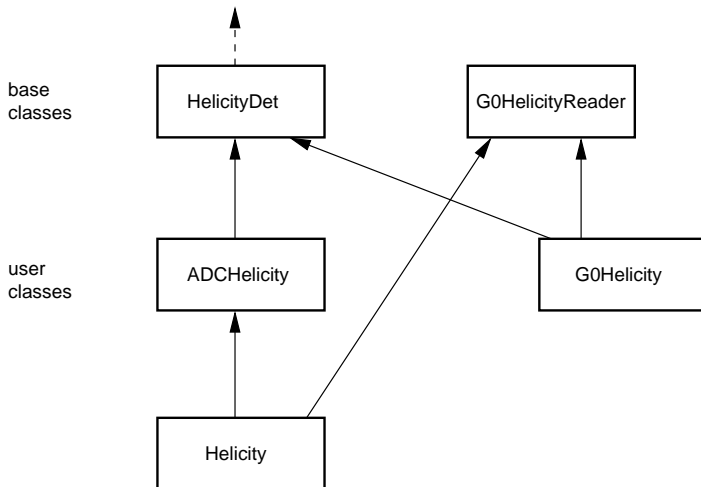 base
classes
HelicityDet
G0HelicityReader
user
classes
ADCHelicity
G0Helicity
Helicity